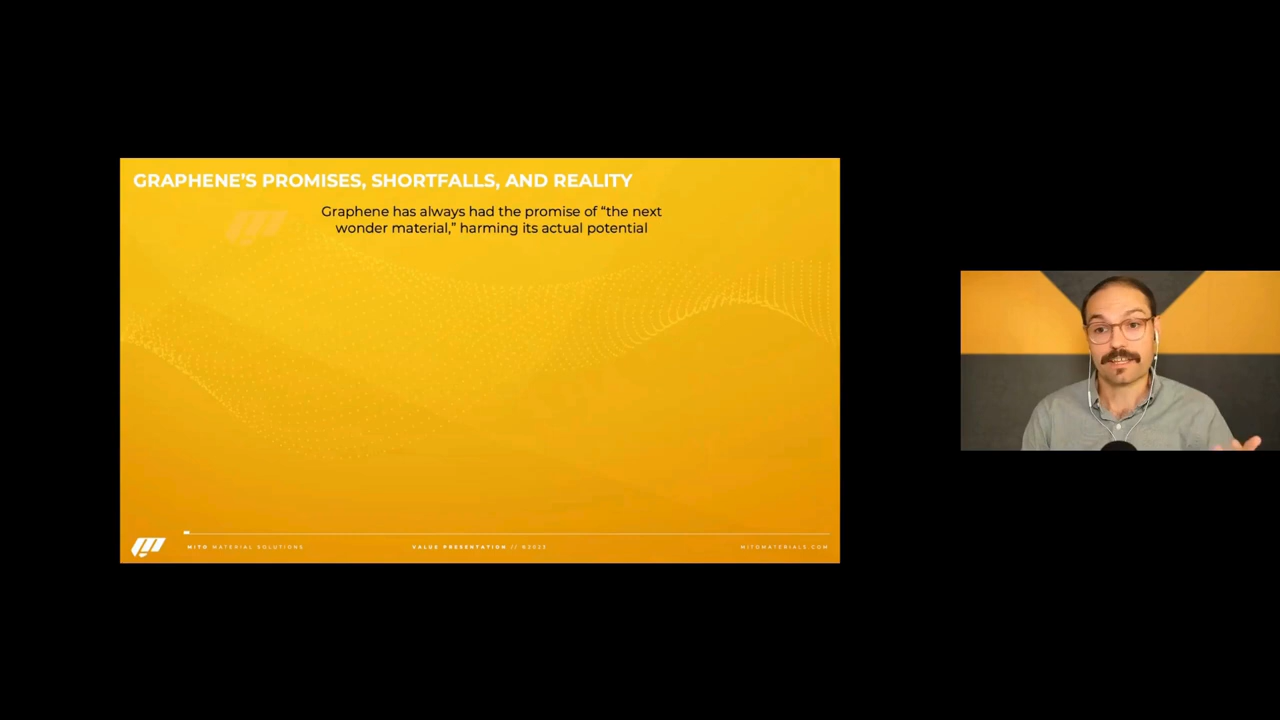 GRAPHENE’S PROMISES, SHORTFALLS, AND REALITY
Graphene has always had the promise of “the next
wonder material,” harming its actual potential
MITO MATERIAL SOLUTIONS
VALUE PRESENTATION // ©2023
MITOMATERIALS.COM